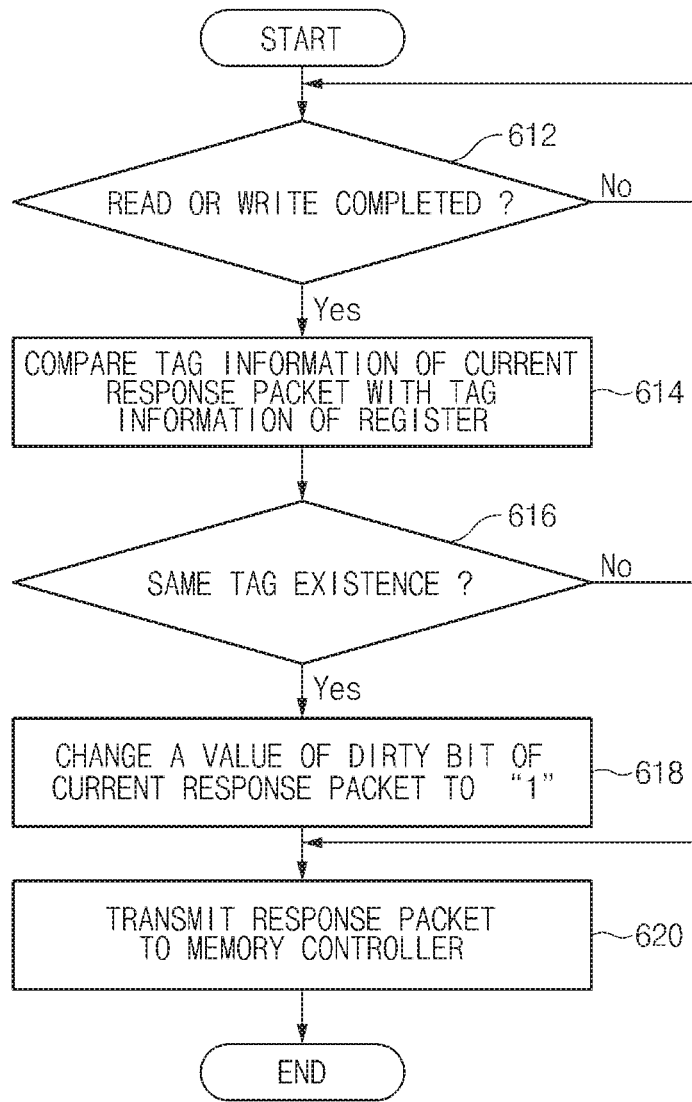 START
612
READ OR WRITE COMPLETED ?
No
Yes
COMPARE TAG INFORMATION OF CURRENT
RESPONSE PACKET WITH TAG
INFORMATION OF REGISTER
614
616
SAME TAG EXISTENCE ?
No
Yes
CHANGE A VALUE OF DIRTY BIT OF
CURRENT RESPONSE PACKET TO “1”
618
TRANSMIT RESPONSE PACKET
TO MEMORY CONTROLLER
620
END